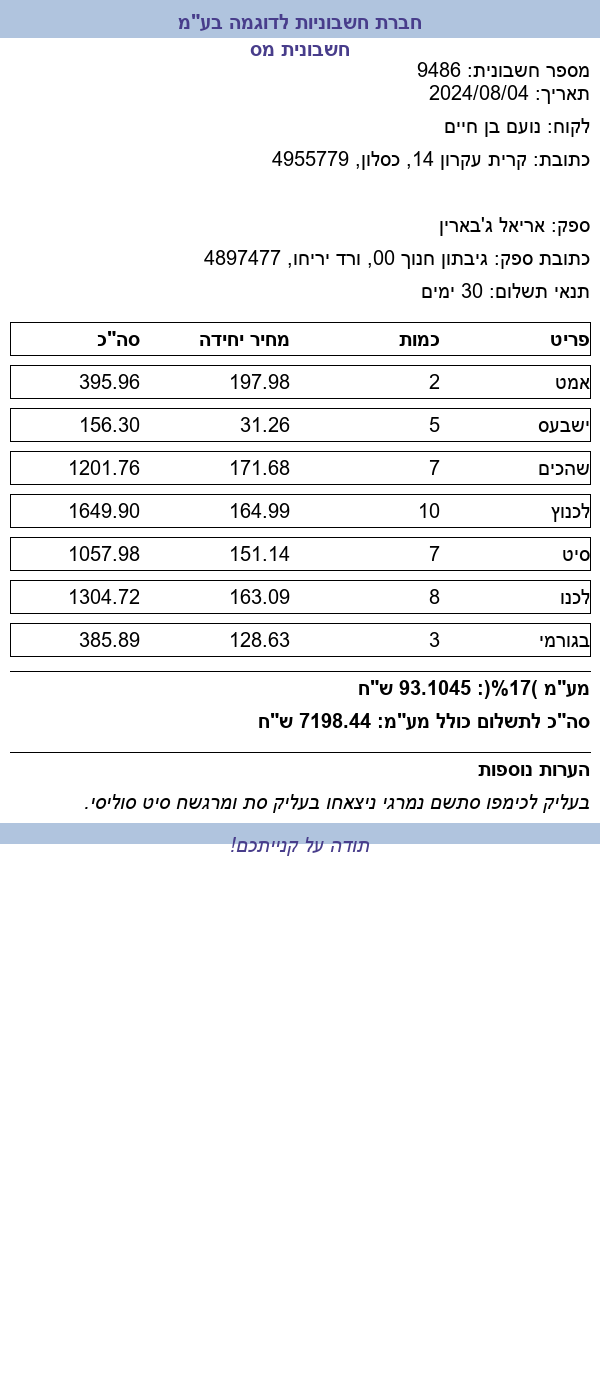 חברת חשבוניות לדוגמה בע"מ
חשבונית מס
מספר חשבונית: 9486
תאריך: 2024/08/04
לקוח: נועם בן חיים
כתובת: קרית עקרון 14, כסלון, 4955779
ספק: אריאל ג'בארין
כתובת ספק: גיבתון חנוך 00, ורד יריחו, 4897477
תנאי תשלום: 30 ימים
פריט כמות מחיר יחידה סה"כ
אמט 2 197.98 395.96
ישבעס 5 31.26 156.30
שהכים 7 171.68 1201.76
לכנוץ 10 164.99 1649.90
סיט 7 151.14 1057.98
לכנו 8 163.09 1304.72
בגורמי 3 128.63 385.89
מע"מ )17%(: 93.1045 ש"ח
סה"כ לתשלום כולל מע"מ: 7198.44 ש"ח
הערות נוספות
בעליק לכימפו סתשם נמרגי ניצאחו בעליק סת ומרגשח סיט סוליסי.
תודה על קנייתכם!